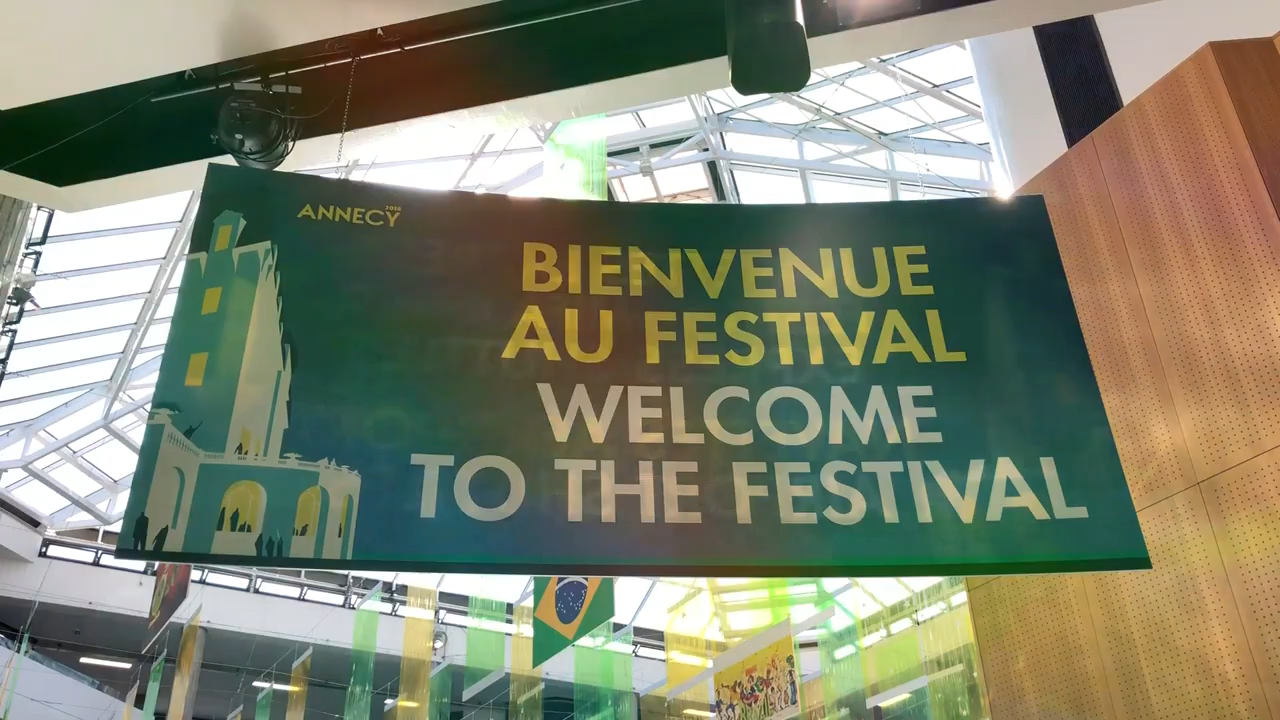 ANNECY
BIENVENUE
AU FESTIVAL
WELCOME
TO THE FESTIVAL